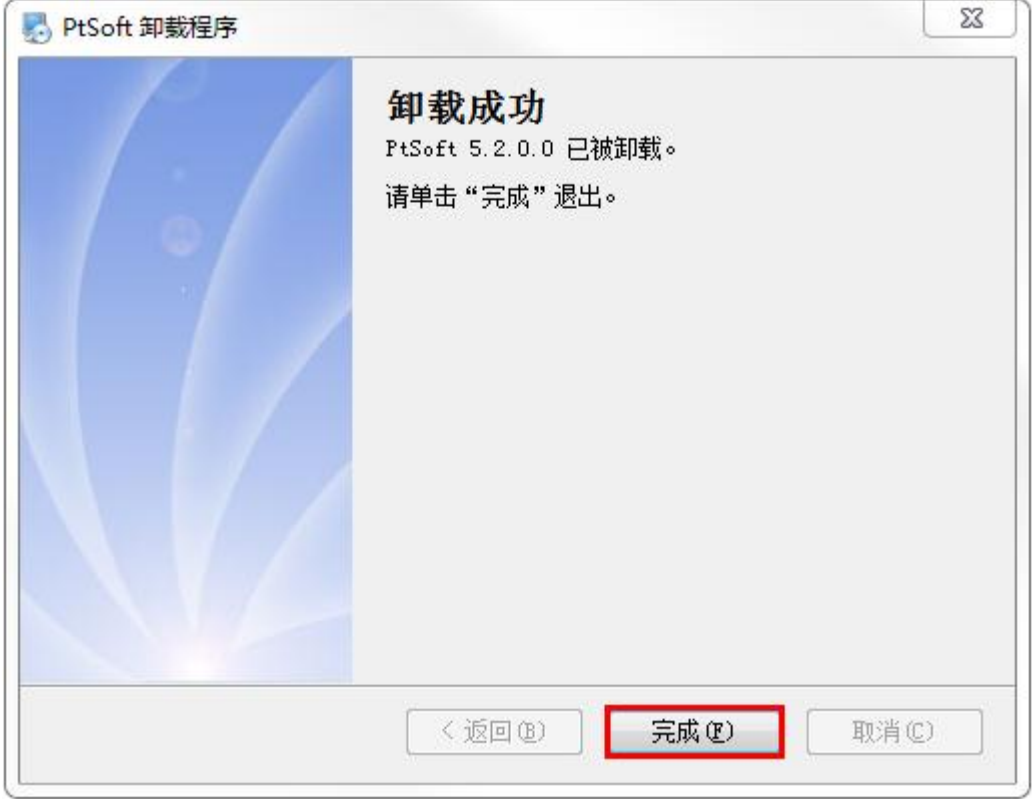 PtSoft 卸载程序
卸载成功
PtSoft 5.2.0.0 已被卸载。
请单击“完成”退出。
< 返回(B)
完成(F)
取消(C)